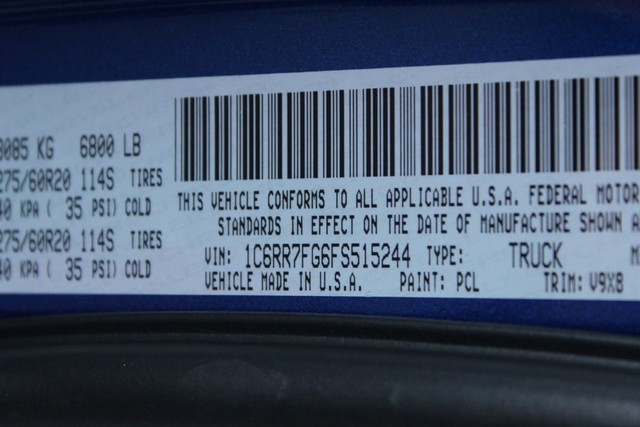 3085 KG 6800 LB
275/60R20 114S TIRES
40 KPA ( 35 PSI) COLD
275/60R20 114S TIRES
40 KPA ( 35 PSI) COLD
THIS VEHICLE CONFORMS TO ALL APPLICABLE U.S.A. FEDERAL MOTOR
STANDARDS IN EFFECT ON THE DATE OF MANUFACTURE SHOWN A
VIN: 1C6RR7FG6FS515244 TYPE: TRUCK M
VEHICLE MADE IN U.S.A. PAINT: PCL TRIM: V9X8